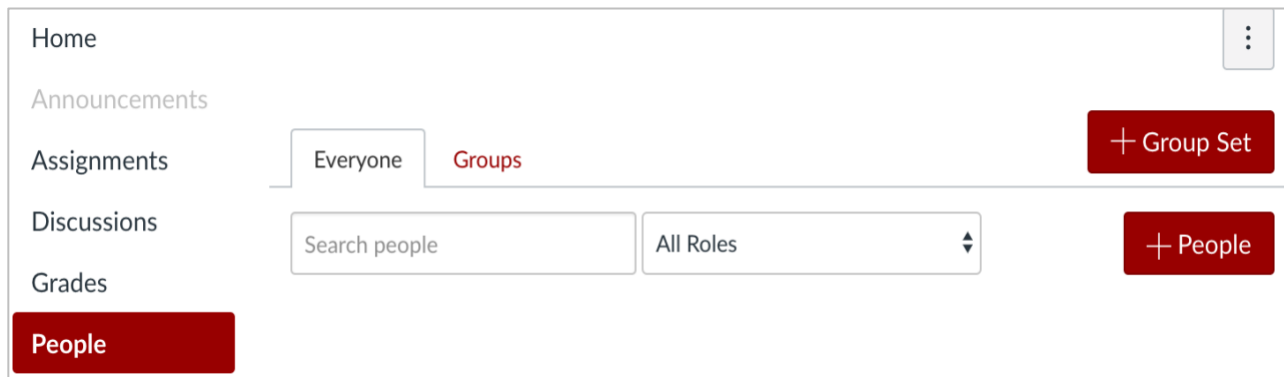 Home
Announcements
Assignments
Discussions
Grades
People
+ Group Set
Everyone Groups
Search people All Roles + People